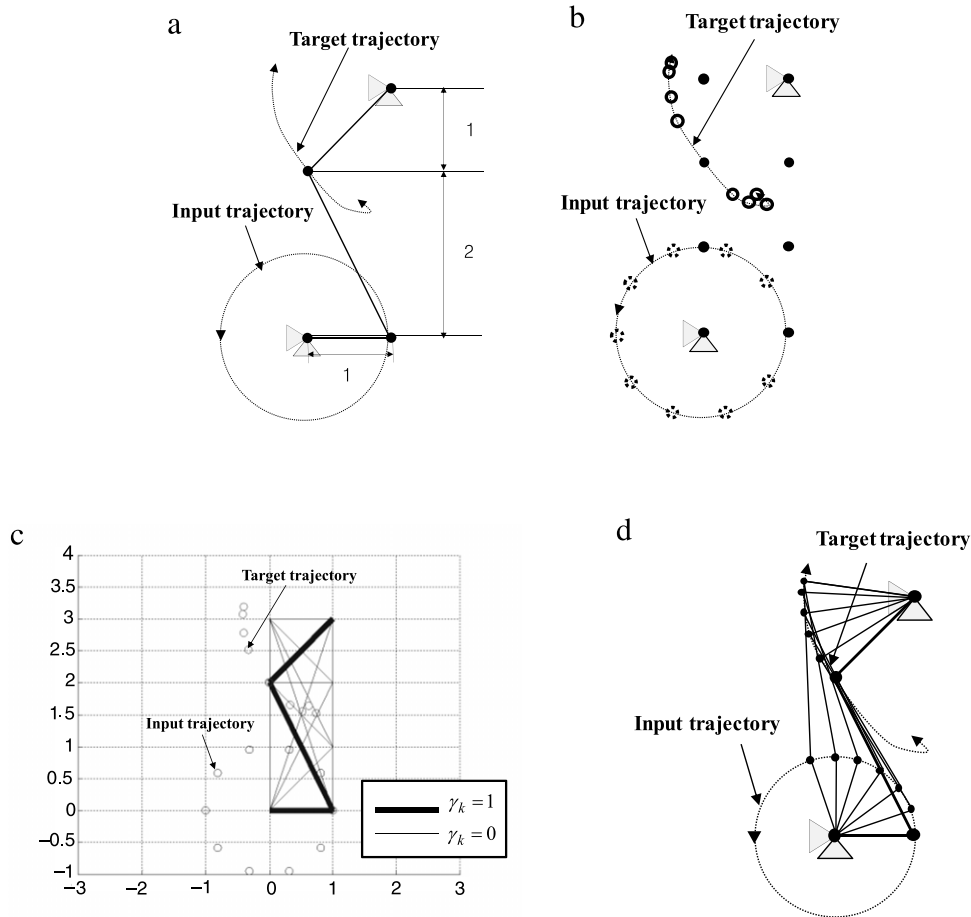 a
Target trajectory
1
Input trajectory
2
1
b
Target trajectory
Input trajectory
c
4
3.5
3
2.5
2
1.5
1
0.5
0
−0.5
−1
−3
−2
−1
0
1
2
3
Target trajectory
Input trajectory
γk = 1
γk = 0
d
Target trajectory
Input trajectory